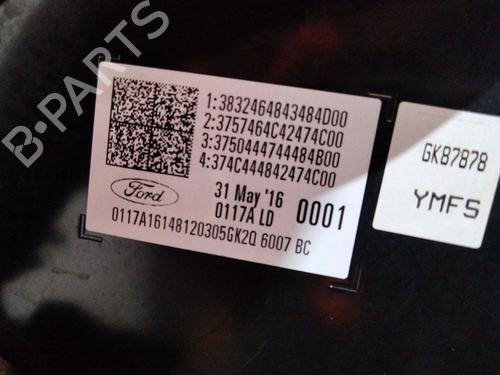 B-PARTS
1:3832464843484D00
2:3757464C42474C00
3:3750444744484B00
4:374C444842474C00
Ford
31 May '16
0117A LD 0001
0117A16148120305GK2Q 6007 BC
GK87878
YMFS